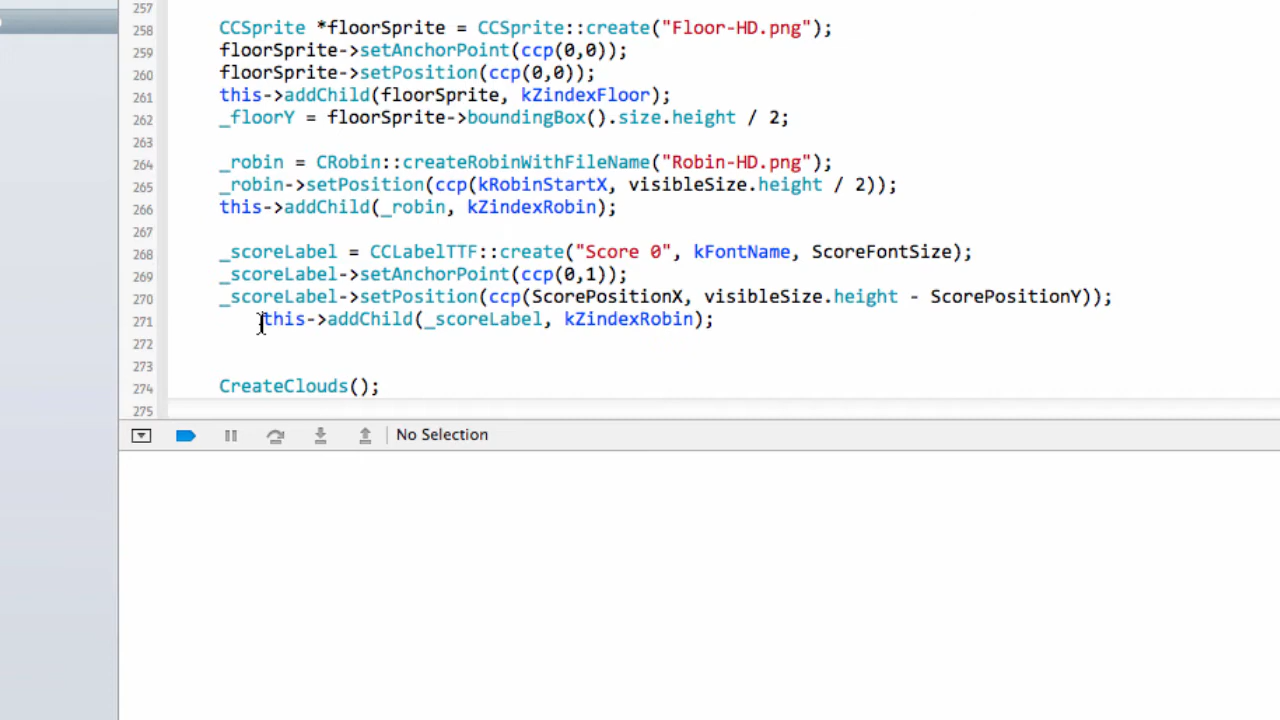 257
258 CCSprite *floorSprite = CCSprite::create("Floor-HD.png");
259 floorSprite->setAnchorPoint(ccp(0,0));
260 floorSprite->setPosition(ccp(0,0));
261 this->addChild(floorSprite, kZindexFloor);
262 _floorY = floorSprite->boundingBox().size.height / 2;
263
264 _robin = CRobin::createRobinWithFileName("Robin-HD.png");
265 _robin->setPosition(ccp(kRobinStartX, visibleSize.height / 2));
266 this->addChild(_robin, kZindexRobin);
267
268 _scoreLabel = CCLabelTTF::create("Score 0", kFontName, ScoreFontSize);
269 _scoreLabel->setAnchorPoint(ccp(0,1));
270 _scoreLabel->setPosition(ccp(ScorePositionX, visibleSize.height - ScorePositionY));
271 this->addChild(_scoreLabel, kZindexRobin);
272
273
274 CreateClouds();
275
No Selection